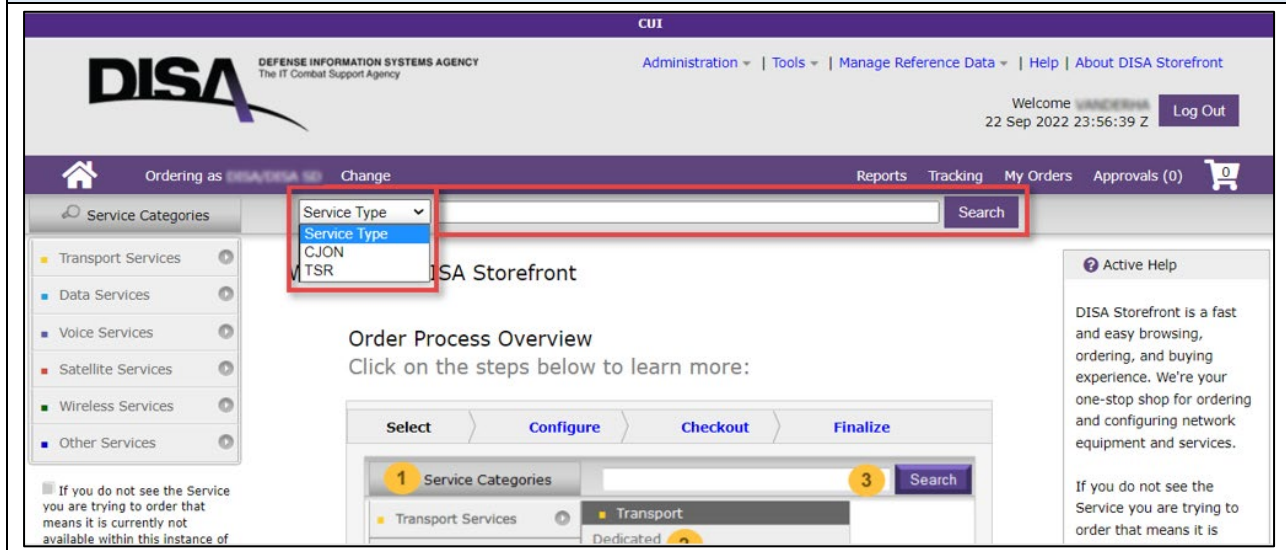 CUI
DISA
DEFENSE INFORMATION SYSTEMS AGENCY
The IT Combat Support Agency
Administration | Tools | Manage Reference Data | Help | About DISA Storefront
Welcome
22 Sep 2022 23:56:39 Z
Log Out
Ordering as
Change
Reports Tracking My Orders Approvals (0) 0
Service Categories
Service Type
Search
Service Type
CJON
TSR
Transport Services
Data Services
Voice Services
Satellite Services
Wireless Services
Other Services
If you do not see the Service
you are trying to order that
means it is currently not
available within this instance of
ISA Storefront
Order Process Overview
Click on the steps below to learn more:
Select Configure Checkout Finalize
1 Service Categories 3 Search
Transport Services Transport
Dedicated 2
Active Help
DISA Storefront is a fast
and easy browsing,
ordering, and buying
experience. We're your
one-stop shop for ordering
and configuring network
equipment and services.
If you do not see the
Service you are trying to
order that means it is